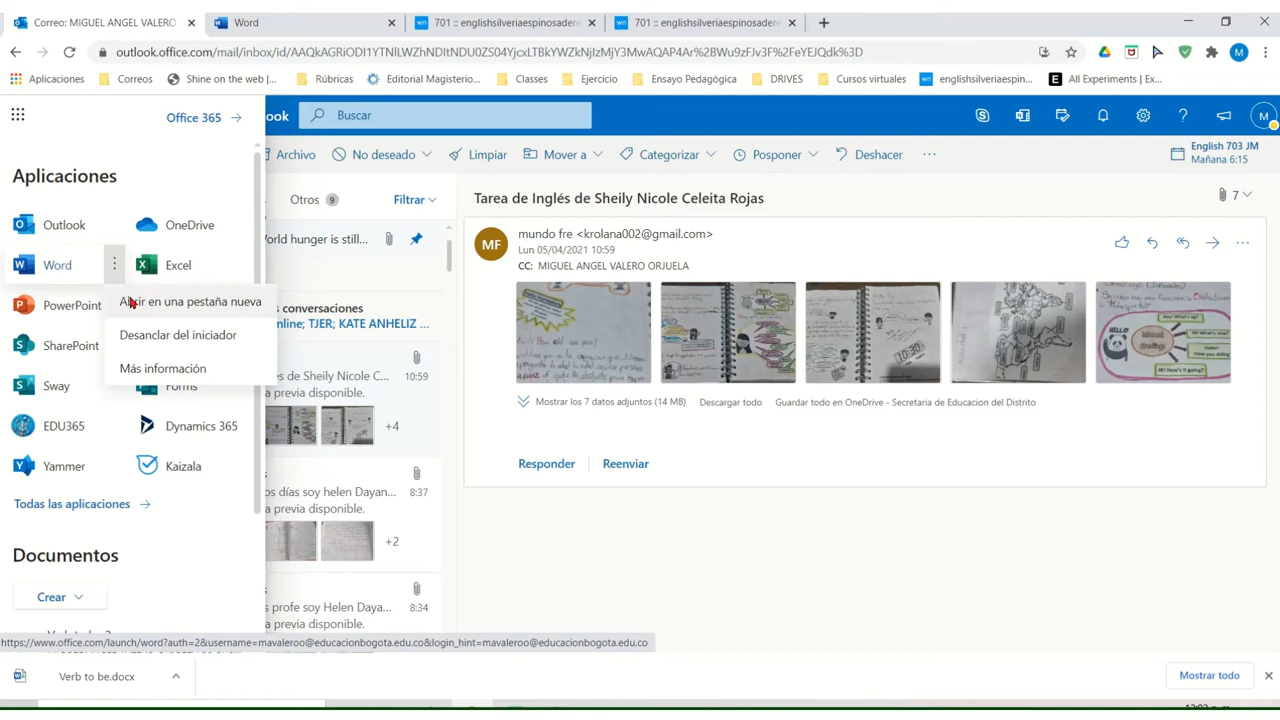 Correo: MIGUEL ANGEL VALERO
Word
701 :: englishsilveriaespinosadere
701 :: englishsilveriaespinosadere
outlook.office.com/mail/inbox/id/AAQkAGRiODI1YTNlLWZhNDItNDU0ZS04YjcxLTBkYWZkNjIzMjY3MwAQAP4Ar%2BWu9zFJv3F%2FeYEJQdk%3D
Aplicaciones
Correos
Shine on the web |...
Rúbricas
Editorial Magisterio...
Classes
Ejercicio
Ensayo Pedagógica
DRIVES
Cursos virtuales
englishsilveriaespin...
All Experiments | Ex...
Office 365
ook
Buscar
English 703 JM
Mañana 6:15
Archivo
No deseado
Limpiar
Mover a
Categorizar
Posponer
Deshacer
Aplicaciones
Outlook
OneDrive
Word
Excel
PowerPoint
Abrir en una pestaña nueva
Desanclar del iniciador
SharePoint
Más información
Sway
Forms
EDU365
Dynamics 365
Yammer
Kaizala
Todas las aplicaciones
Documentos
Crear
Otros 9
Filtrar
orld hunger is still...
s conversaciones
nline; TJER; KATE ANHELIZ ...
es de Sheily Nicole C...
10:59
previa disponible.
+4
os días soy helen Dayan...
8:37
a previa disponible.
+2
s profe soy Helen Daya...
8:34
a previa disponible.
Tarea de Inglés de Sheily Nicole Celeita Rojas
7
MF
mundo fre <krolana002@gmail.com>
Lun 05/04/2021 10:59
CC: MIGUEL ANGEL VALERO ORJUELA
10:30
HELLO!
Hey! What's up?
Mostrar los 7 datos adjuntos (14 MB)
Descargar todo
Guardar todo en OneDrive - Secretaria de Educacion del Distrito
Responder
Reenviar
https://www.office.com/launch/word?auth=2&username=mavaleroo@educacionbogota.edu.co&login_hint=mavaleroo@educacionbogota.edu.co
Verb to be.docx
Mostrar todo